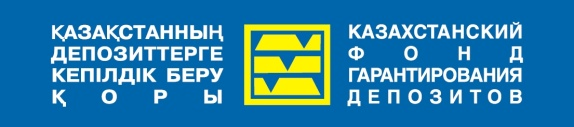 ҚАЗАҚСТАННЫҢ
ДЕПОЗИТТЕРГЕ
КЕПІЛДІК БЕРУ
ҚОРЫ
КАЗАХСТАНСКИЙ
ФОНД
ГАРАНТИРОВАНИЯ
ДЕПОЗИТОВ